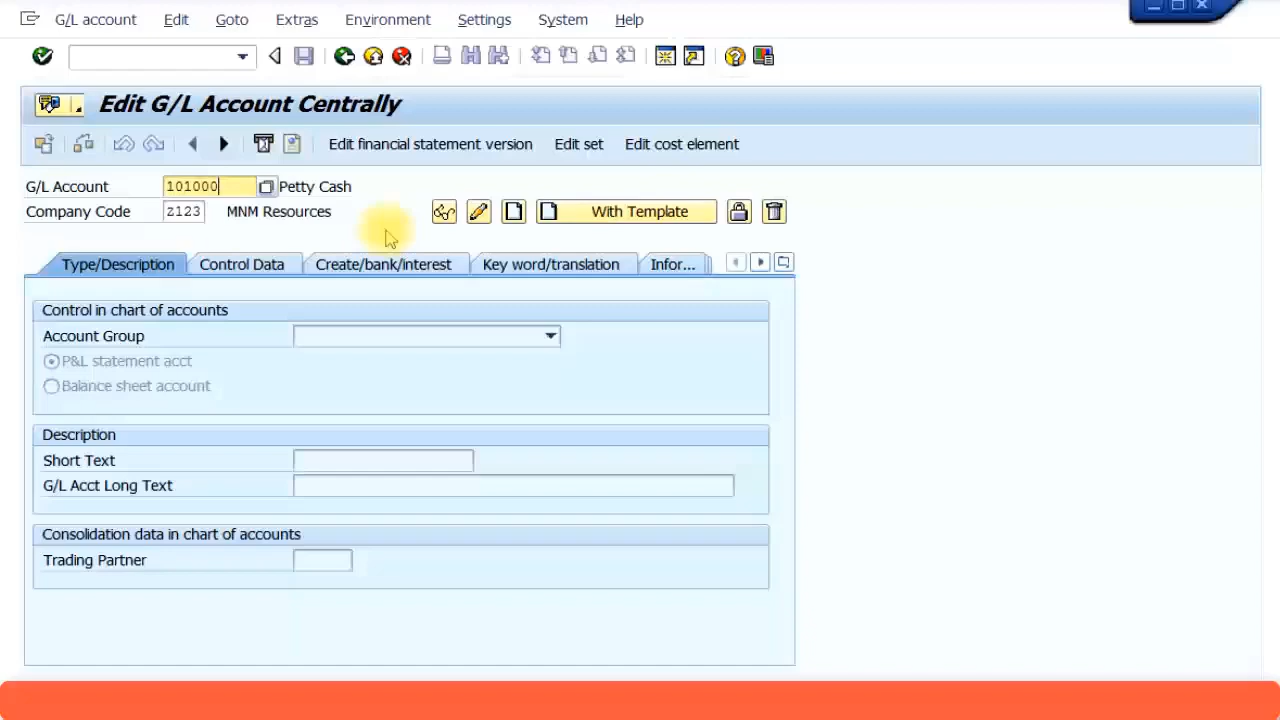 G/L account Edit Goto Extras Environment Settings System Help
Edit G/L Account Centrally
Edit financial statement version Edit set Edit cost element
G/L Account 101000 Petty Cash
Company Code z123 MNM Resources With Template
Type/Description Control Data Create/bank/interest Key word/translation Infor...
Control in chart of accounts
Account Group
P&L statement acct
Balance sheet account
Description
Short Text
G/L Acct Long Text
Consolidation data in chart of accounts
Trading Partner